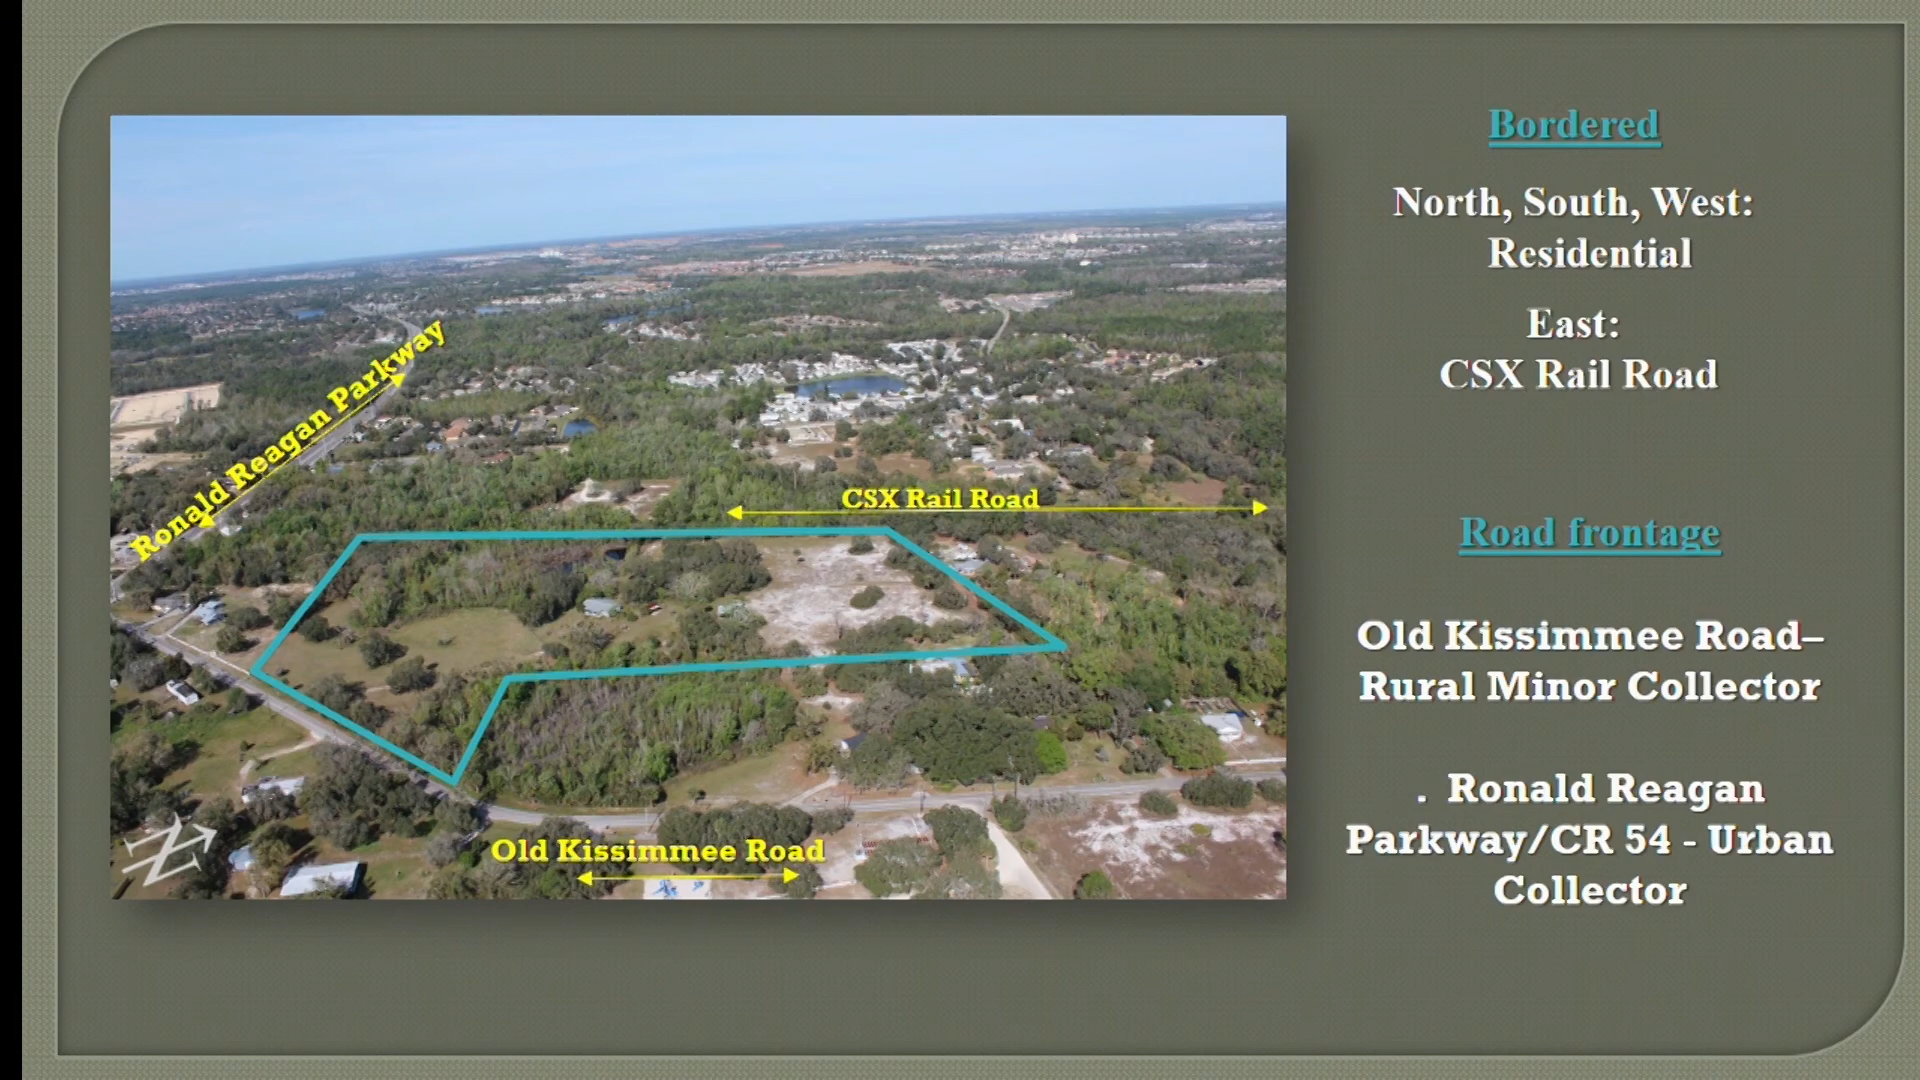 Ronald Reagan Parkway
CSX Rail Road
Old Kissimmee Road
N
Bordered
North, South, West:
Residential
East:
CSX Rail Road
Road frontage
Old Kissimmee Road–
Rural Minor Collector
. Ronald Reagan
Parkway/CR 54 - Urban
Collector